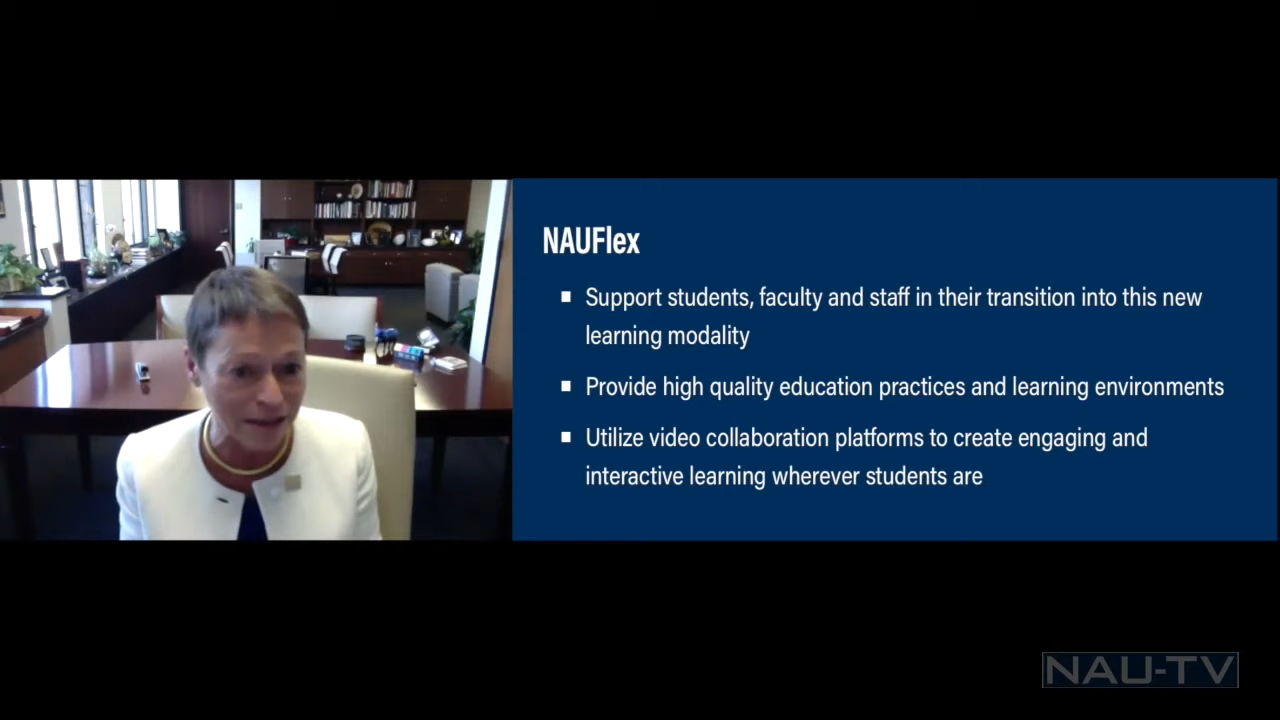 NAUFlex
▪ Support students, faculty and staff in their transition into this new
learning modality
▪ Provide high quality education practices and learning environments
▪ Utilize video collaboration platforms to create engaging and
interactive learning wherever students are
NAU-TV